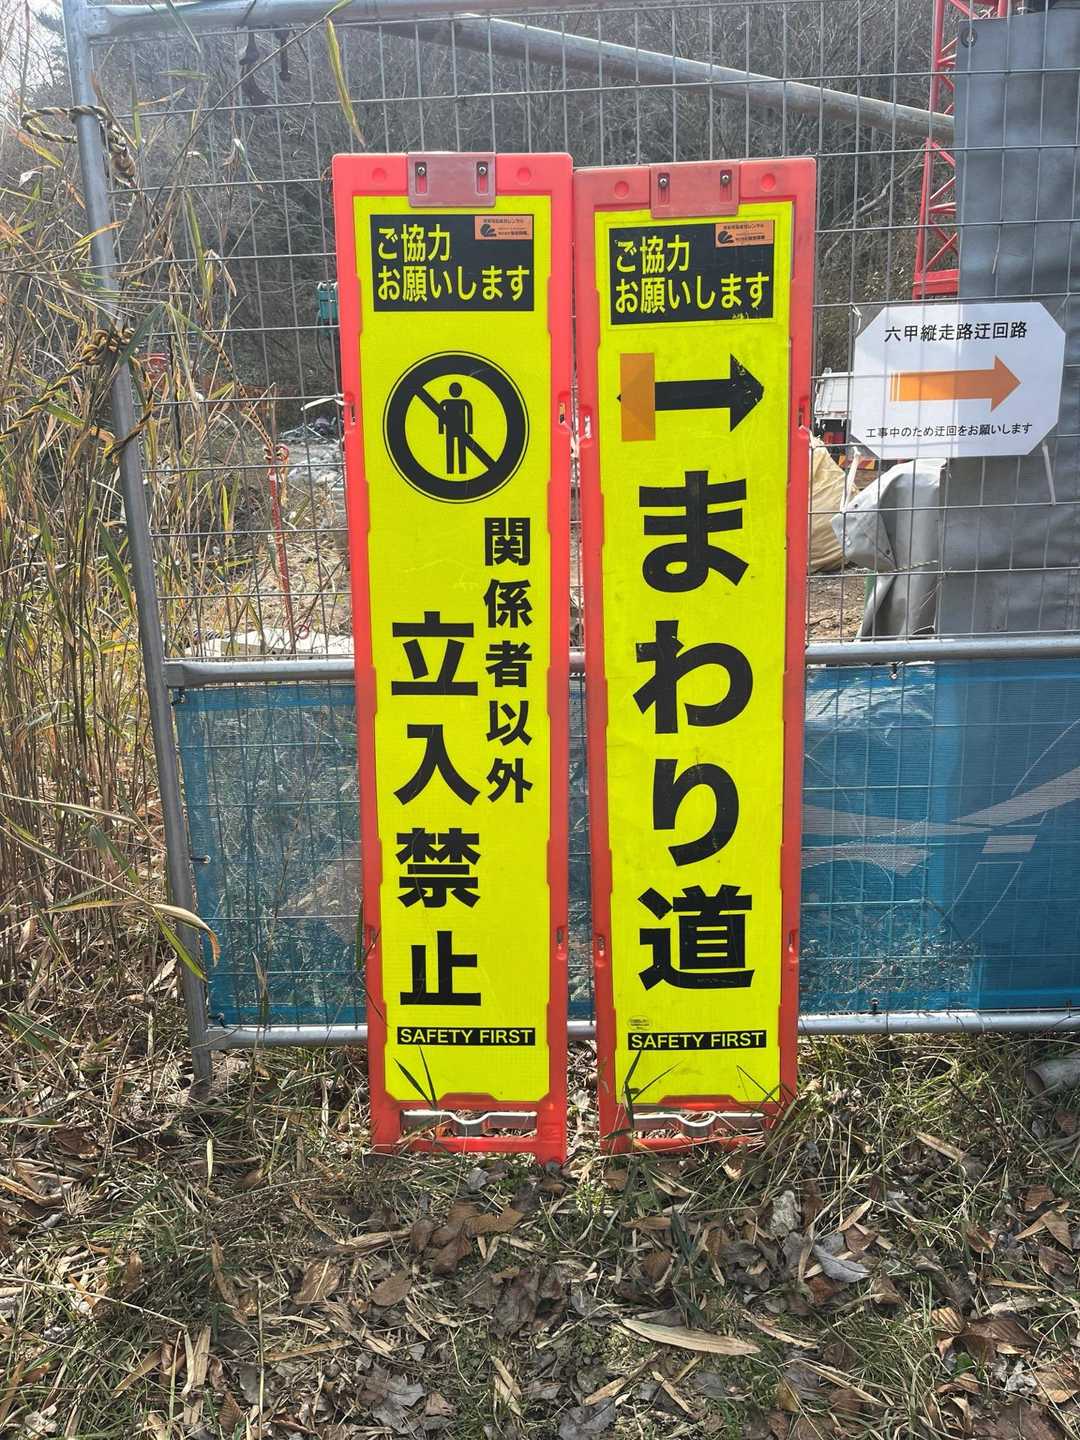 ご協力
お願いします
関係者以外
立入禁止
SAFETY FIRST
ご協力
お願いします
まわり道
SAFETY FIRST
六甲縦走路迂回路
工事中のため迂回をお願いします